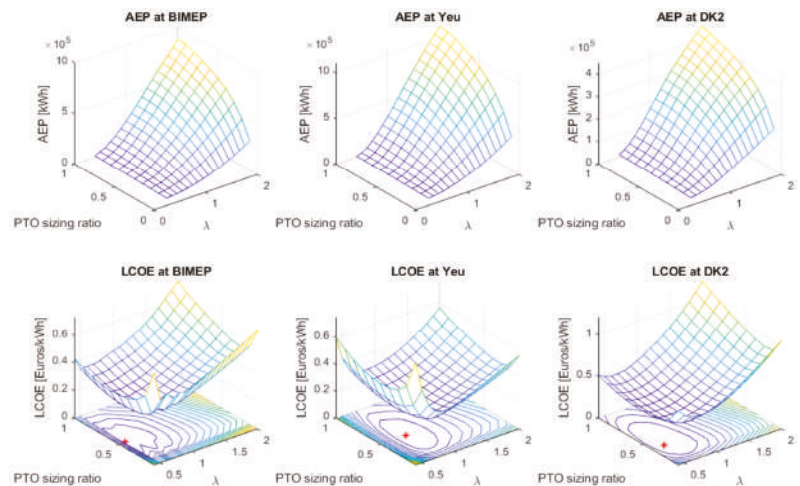 AEP at BIMEP
AEP at Yeu
AEP at DK2
× 10^5
× 10^5
× 10^5
10
5
0
AEP [kWh]
1
0.5
0
PTO sizing ratio
0
1
2
λ
10
5
0
AEP [kWh]
1
0.5
0
PTO sizing ratio
0
1
2
λ
4
3
2
1
0
AEP [kWh]
1
0.5
0
PTO sizing ratio
0
1
2
λ
LCOE at BIMEP
LCOE at Yeu
LCOE at DK2
0.6
0.4
0.2
0
LCOE [Euros/kWh]
1
0.5
PTO sizing ratio
0.5
1
1.5
2
λ
0.6
0.4
0.2
0
LCOE [Euros/kWh]
1
0.5
PTO sizing ratio
0.5
1
1.5
2
λ
1
0.5
0
LCOE [Euros/kWh]
1
0.5
PTO sizing ratio
0.5
1
1.5
2
λ